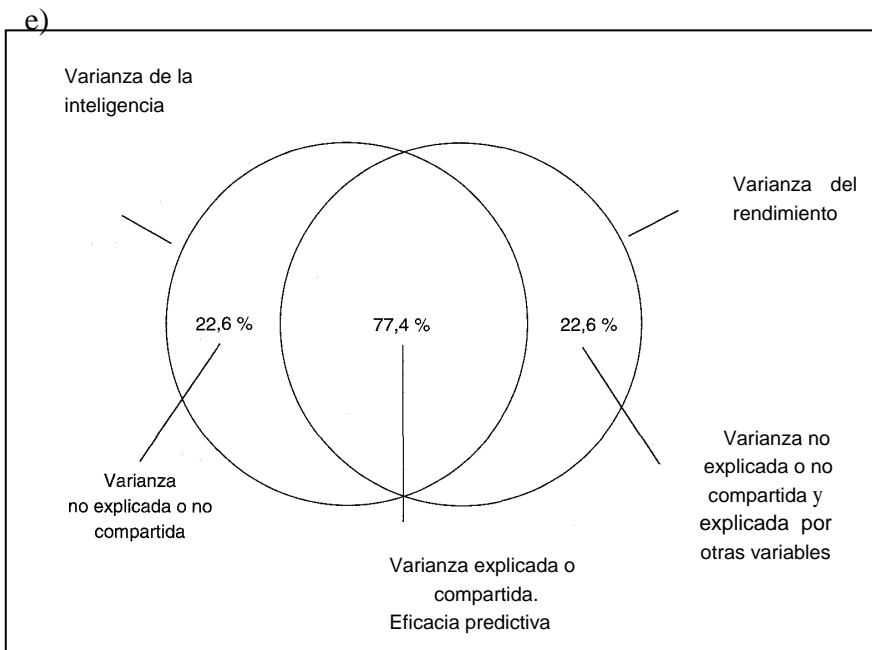 e)
Varianza de la
inteligencia
Varianza del
rendimiento
22,6 %
77,4 %
22,6 %
Varianza
no explicada o no
compartida
Varianza explicada o
compartida.
Eficacia predictiva
Varianza no
explicada o no
compartida y
explicada por
otras variables